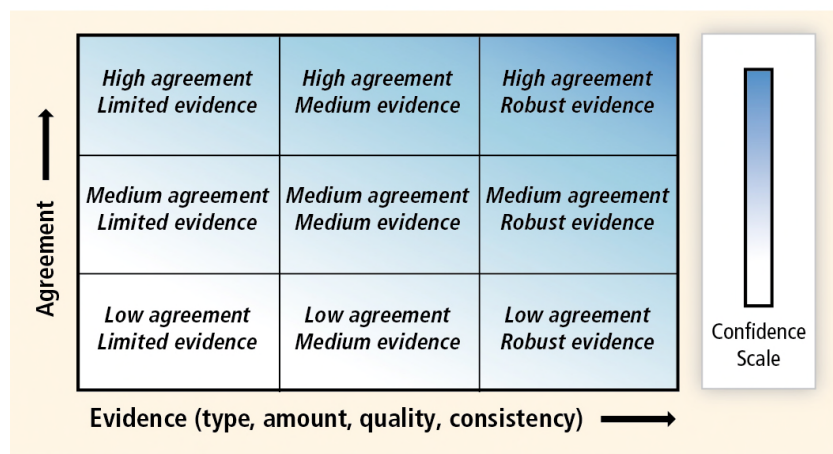 High agreement
Limited evidence
High agreement
Medium evidence
High agreement
Robust evidence
Medium agreement
Limited evidence
Medium agreement
Medium evidence
Medium agreement
Robust evidence
Low agreement
Limited evidence
Low agreement
Medium evidence
Low agreement
Robust evidence
Agreement
Evidence (type, amount, quality, consistency)
Confidence
Scale